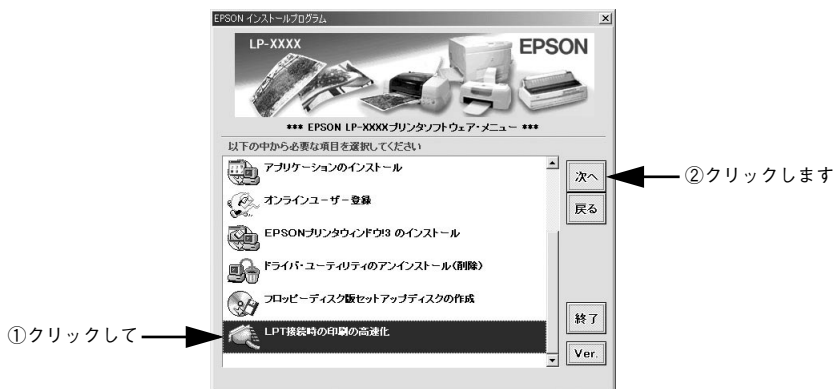 EPSON インストールプログラム
LP-XXXX
EPSON
*** EPSON LP-XXXXプリンタソフトウェア・メニュー ***
以下の中から必要な項目を選択してください
アプリケーションのインストール
オンラインユーザー登録
EPSONプリンタウィンドウ!3 のインストール
ドライバ・ユーティリティのアンインストール(削除)
フロッピーディスク版セットアップディスクの作成
LPT接続時の印刷の高速化
次へ
戻る
終了
Ver.
①クリックして
②クリックします